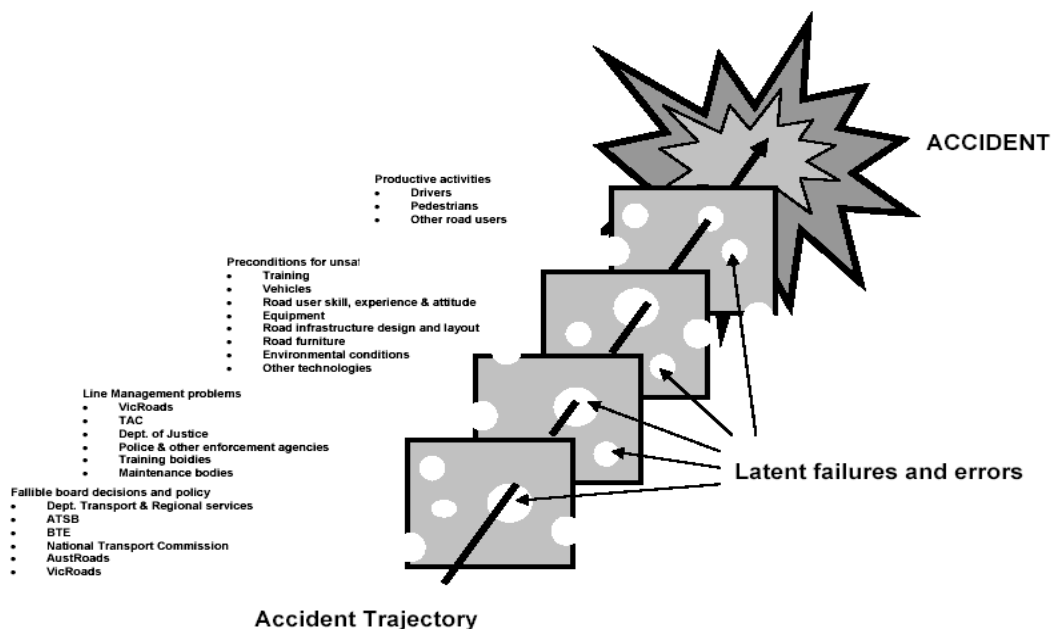 ACCIDENT
Productive activities
• Drivers
• Pedestrians
• Other road users
Preconditions for unsaf
• Training
• Vehicles
• Road user skill, experience & attitude
• Equipment
• Road infrastructure design and layout
• Road furniture
• Environmental conditions
• Other technologies
Line Management problems
• VicRoads
• TAC
• Dept. of Justice
• Police & other enforcement agencies
• Training boidies
• Maintenance bodies
Latent failures and errors
Fallible board decisions and policy
• Dept. Transport & Regional services
• ATSB
• BTE
• National Transport Commission
• AustRoads
• VicRoads
Accident Trajectory